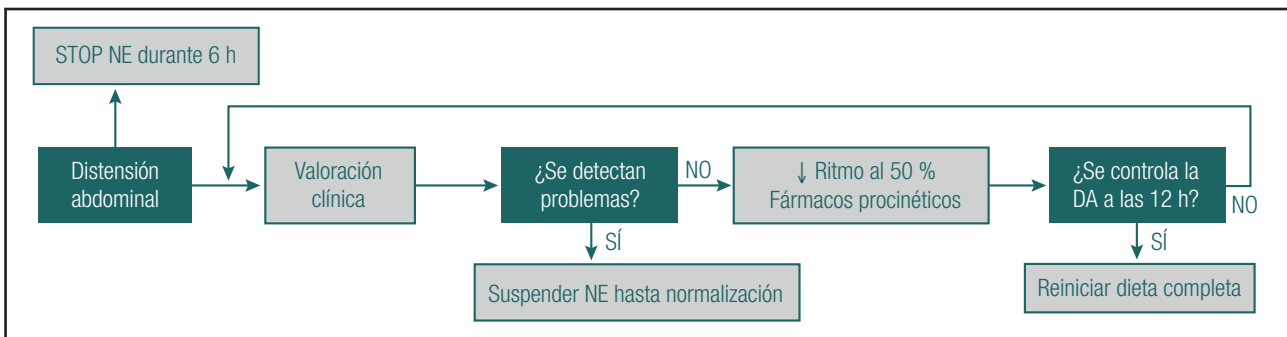 STOP NE durante 6 h
Distensión
abdominal
Valoración
clínica
¿Se detectan
problemas?
NO
↓ Ritmo al 50 %
Fármacos procinéticos
¿Se controla la
DA a las 12 h?
NO
SÍ
Suspender NE hasta normalización
SÍ
Reiniciar dieta completa